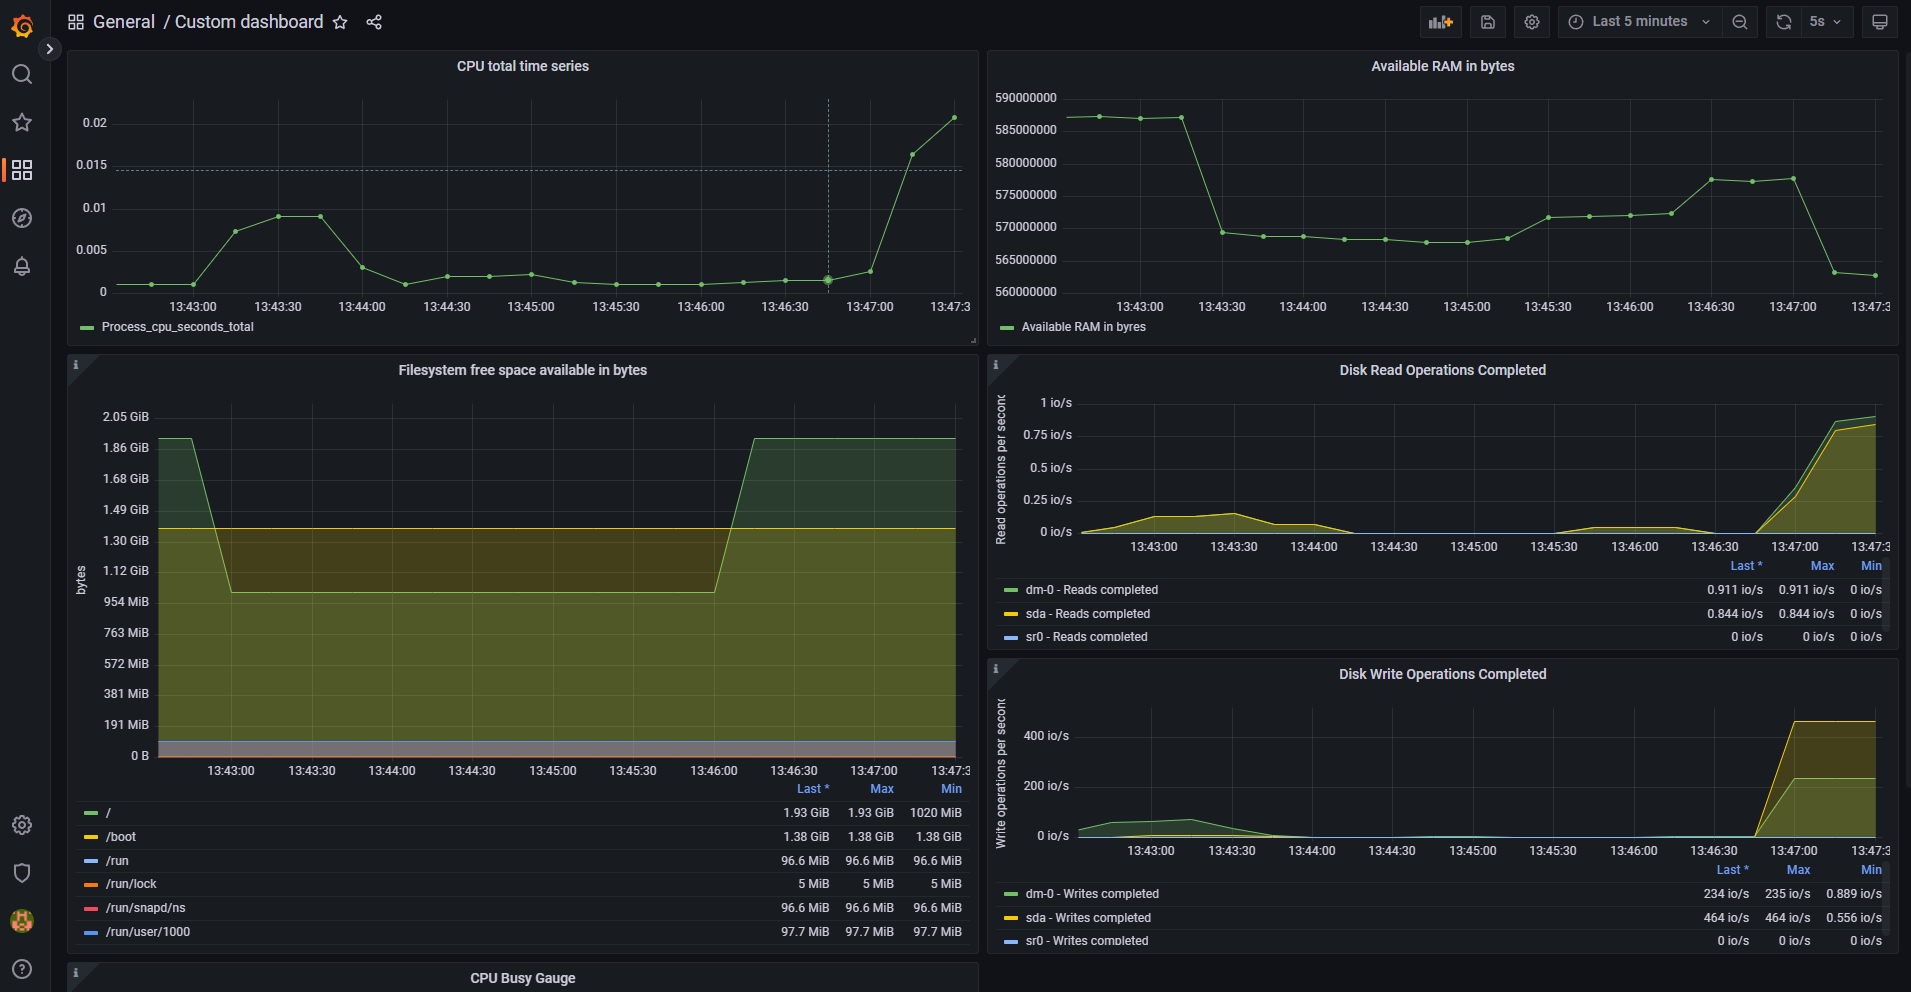 General / Custom dashboard
Last 5 minutes
5s
CPU total time series
0.02
0.015
0.01
0.005
0
13:43:00 13:43:30 13:44:00 13:44:30 13:45:00 13:45:30 13:46:00 13:46:30 13:47:00 13:47:3
Process_cpu_seconds_total
Available RAM in bytes
590000000
585000000
580000000
575000000
570000000
565000000
560000000
13:43:00 13:43:30 13:44:00 13:44:30 13:45:00 13:45:30 13:46:00 13:46:30 13:47:00 13:47:3
Available RAM in byres
Filesystem free space available in bytes
bytes
2.05 GiB
1.86 GiB
1.68 GiB
1.49 GiB
1.30 GiB
1.12 GiB
954 MiB
763 MiB
572 MiB
381 MiB
191 MiB
0 B
13:43:00 13:43:30 13:44:00 13:44:30 13:45:00 13:45:30 13:46:00 13:46:30 13:47:00 13:47:3
Last * Max Min
/ 1.93 GiB 1.93 GiB 1020 MiB
/boot 1.38 GiB 1.38 GiB 1.38 GiB
/run 96.6 MiB 96.6 MiB 96.6 MiB
/run/lock 5 MiB 5 MiB 5 MiB
/run/snapd/ns 96.6 MiB 96.6 MiB 96.6 MiB
/run/user/1000 97.7 MiB 97.7 MiB 97.7 MiB
Disk Read Operations Completed
Read operations per second
1 io/s
0.75 io/s
0.5 io/s
0.25 io/s
0 io/s
13:43:00 13:43:30 13:44:00 13:44:30 13:45:00 13:45:30 13:46:00 13:46:30 13:47:00 13:47:3
Last * Max Min
dm-0 - Reads completed 0.911 io/s 0.911 io/s 0 io/s
sda - Reads completed 0.844 io/s 0.844 io/s 0 io/s
sr0 - Reads completed 0 io/s 0 io/s 0 io/s
Disk Write Operations Completed
Write operations per second
400 io/s
200 io/s
0 io/s
13:43:00 13:43:30 13:44:00 13:44:30 13:45:00 13:45:30 13:46:00 13:46:30 13:47:00 13:47:3
Last * Max Min
dm-0 - Writes completed 234 io/s 235 io/s 0.889 io/s
sda - Writes completed 464 io/s 464 io/s 0.556 io/s
sr0 - Writes completed 0 io/s 0 io/s 0 io/s
CPU Busy Gauge